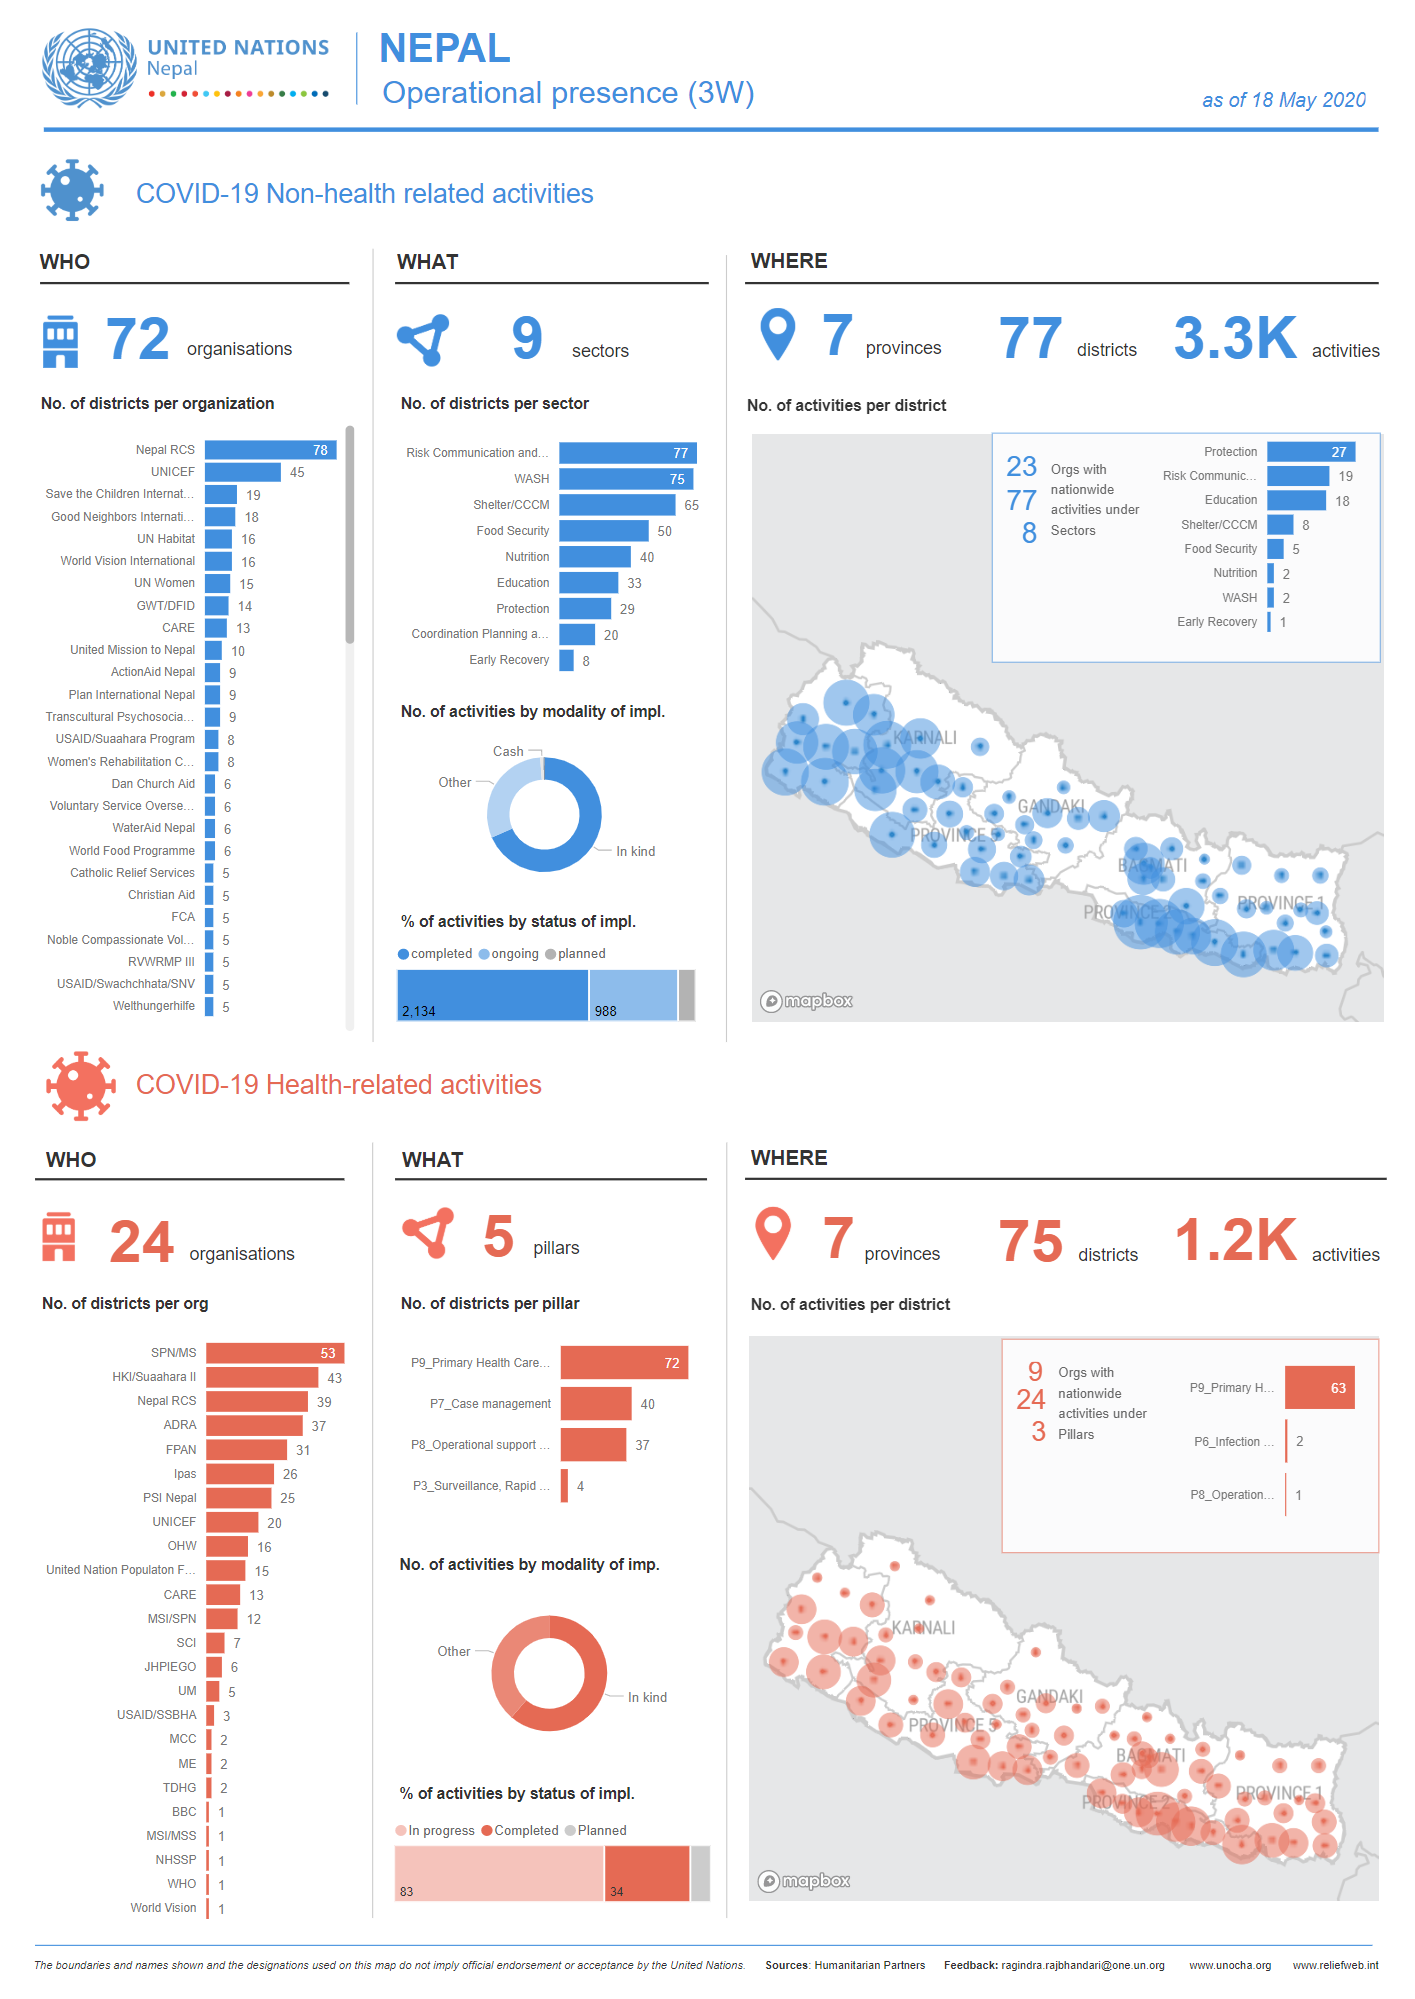 UNITED NATIONS
Nepal
NEPAL
Operational presence (3W)
as of 18 May 2020
COVID-19 Non-health related activities
WHO
72 organisations
No. of districts per organization
Nepal RCS 78
UNICEF 45
Save the Children Internat... 19
Good Neighbors Internati... 18
UN Habitat 16
World Vision International 16
UN Women 15
GWT/DFID 14
CARE 13
United Mission to Nepal 10
ActionAid Nepal 9
Plan International Nepal 9
Transcultural Psychosocia... 9
USAID/Suaahara Program 8
Women's Rehabilitation C... 8
Dan Church Aid 6
Voluntary Service Overse... 6
WaterAid Nepal 6
World Food Programme 6
Catholic Relief Services 5
Christian Aid 5
FCA 5
Noble Compassionate Vol... 5
RVWRMP III 5
USAID/Swachchhata/SNV 5
Welthungerhilfe 5
WHAT
9 sectors
No. of districts per sector
Risk Communication and... 77
WASH 75
Shelter/CCCM 65
Food Security 50
Nutrition 40
Education 33
Protection 29
Coordination Planning a... 20
Early Recovery 8
No. of activities by modality of impl.
Cash
Other
In kind
% of activities by status of impl.
completed ongoing planned
2,134 988
WHERE
7 provinces 77 districts 3.3K activities
No. of activities per district
23 Orgs with
77 nationwide
activities under
8 Sectors
Protection 27
Risk Communic... 19
Education 18
Shelter/CCCM 8
Food Security 5
Nutrition 2
WASH 2
Early Recovery 1
KARNALI
GANDAKI
PROVINCE 5
BAGMATI
PROVINCE 2
PROVINCE 1
mapbox
COVID-19 Health-related activities
WHO
24 organisations
No. of districts per org
SPN/MS 53
HKI/Suaahara II 43
Nepal RCS 39
ADRA 37
FPAN 31
Ipas 26
PSI Nepal 25
UNICEF 20
OHW 16
United Nation Populaton F... 15
CARE 13
MSI/SPN 12
SCI 7
JHPIEGO 6
UM 5
USAID/SSBHA 3
MCC 2
ME 2
TDHG 2
BBC 1
MSI/MSS 1
NHSSP 1
WHO 1
World Vision 1
WHAT
5 pillars
No. of districts per pillar
P9_Primary Health Care... 72
P7_Case management 40
P8_Operational support ... 37
P3_Surveillance, Rapid ... 4
No. of activities by modality of imp.
Other
In kind
% of activities by status of impl.
In progress Completed Planned
83 34
WHERE
7 provinces 75 districts 1.2K activities
No. of activities per district
9 Orgs with
24 nationwide
activities under
3 Pillars
P9_Primary H... 63
P6_Infection ... 2
P8_Operation... 1
KARNALI
GANDAKI
PROVINCE 5
BAGMATI
PROVINCE 2
PROVINCE 1
mapbox
The boundaries and names shown and the designations used on this map do not imply official endorsement or acceptance by the United Nations. Sources: Humanitarian Partners Feedback: ragindra.rajbhandari@one.un.org www.unocha.org www.reliefweb.int